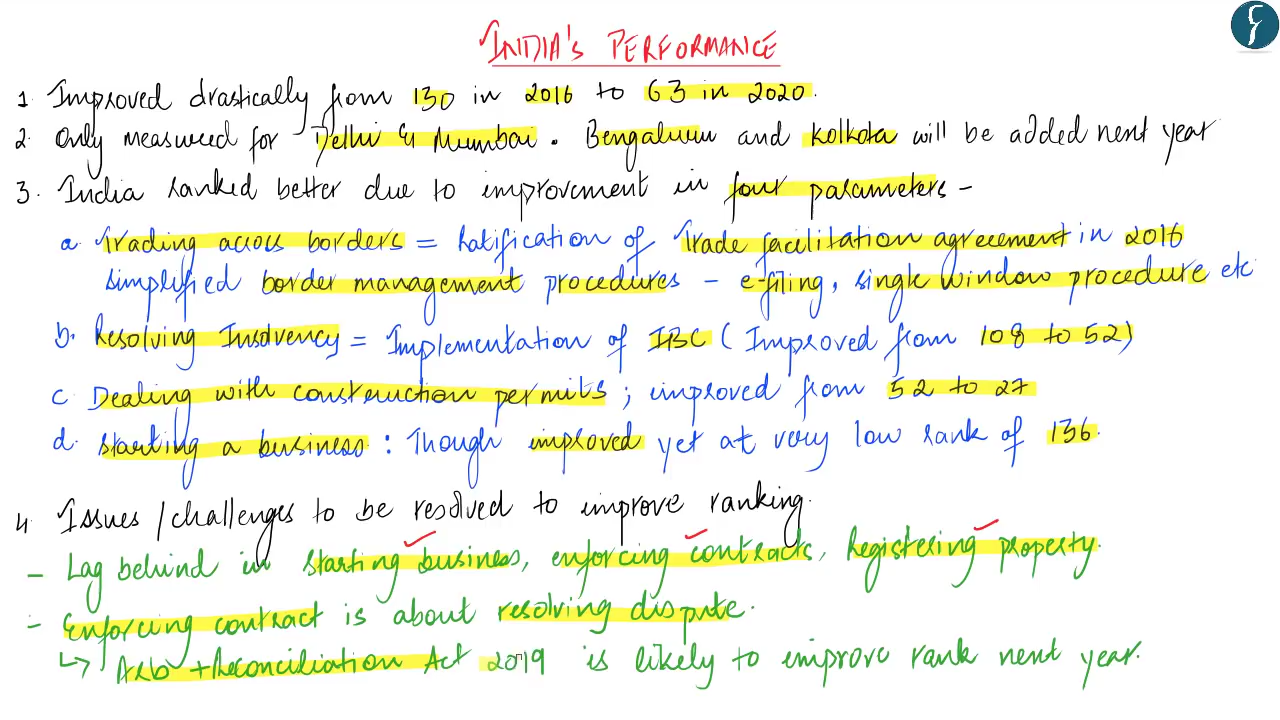 INDIA's PERFORMANCE
1. Improved drastically from 130 in 2016 to 63 in 2020.
2. Only measured for Delhi & Mumbai. Bengaluru and Kolkota will be added next year
3. India ranked better due to improvement in four parameters -
a. Trading across borders = Ratification of Trade facilitation agreement in 2016
simplified border management procedures - e-filing, single window procedure etc
b. Resolving Insolvency = Implementation of IBC (Improved from 108 to 52)
c. Dealing with construction permits; improved from 52 to 27
d. Starting a business : Though improved yet at very low rank of 136.
4. Issues/challenges to be resolved to improve ranking.
- Lag behind in starting business, enforcing contracts, Registering property.
- Enforcing contract is about resolving dispute.
↳ Arb + Reconciliation Act 2019 is likely to improve rank next year.